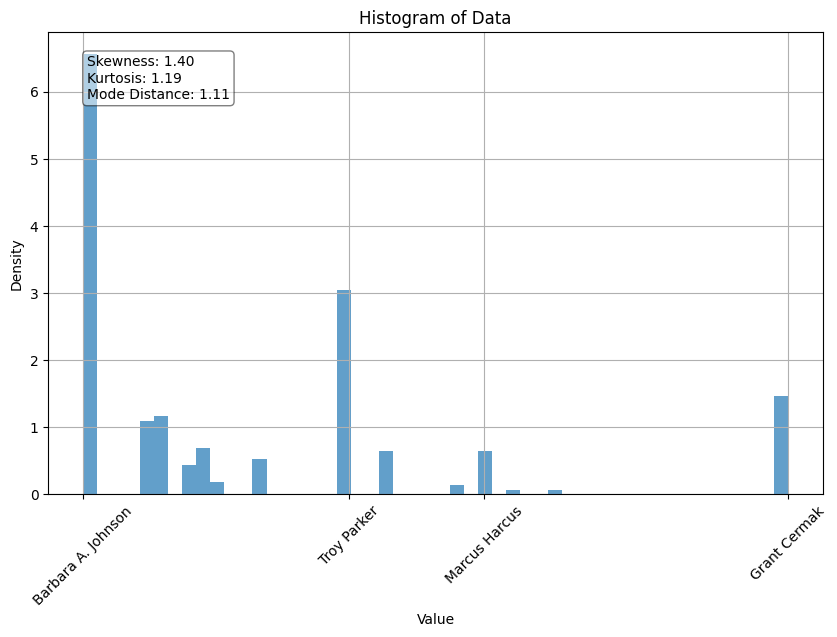 Histogram of Data
Skewness: 1.40
Kurtosis: 1.19
Mode Distance: 1.11
6
5
4
3
2
1
0
Density
Barbara A. Johnson
Troy Parker
Marcus Harcus
Grant Cermak
Value